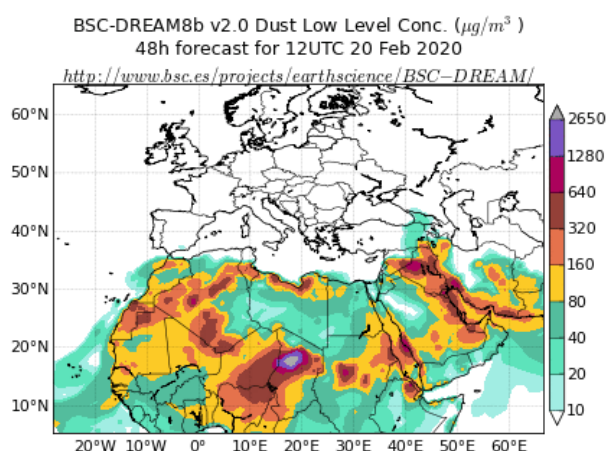 BSC-DREAM8b v2.0 Dust Low Level Conc. (μg/m³ )
48h forecast for 12UTC 20 Feb 2020
http://www.bsc.es/projects/earthscience/BSC−DREAM/
60°N
50°N
40°N
30°N
20°N
10°N
20°W 10°W 0° 10°E 20°E 30°E 40°E 50°E 60°E
2650
1280
640
320
160
80
40
20
10